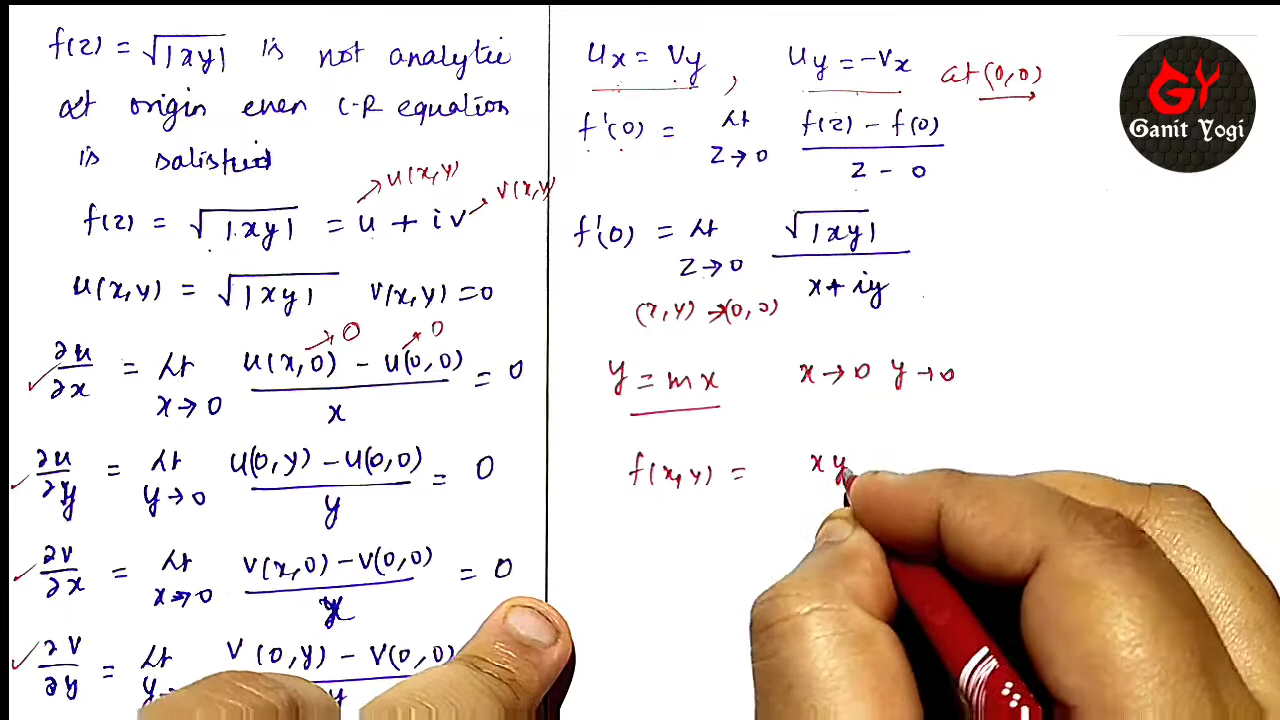 f(z) = √|xy| is not analytic
at origin even C-R equation
is satisfied
f(z) = √|xy| = u + iv
u(x,y)
v(x,y)
u(x,y) = √|xy| v(x,y) = 0
0 0
∂u/∂x = Lt x→0 (u(x,0) - u(0,0))/x = 0
∂u/∂y = Lt y→0 (u(0,y) - u(0,0))/y = 0
∂v/∂x = Lt x→0 (v(x,0) - v(0,0))/x = 0
∂v/∂y = Lt y→ v(0,y) - v(0,0)
ux = vy , uy = -vx at (0,0)
f'(0) = Lt z→0 (f(z) - f(0))/(z - 0)
f'(0) = Lt z→0 √|xy|/(x + iy)
(x,y) → (0,0)
y = mx x→0 y→0
f(x,y) = xy
GY
Ganit Yogi